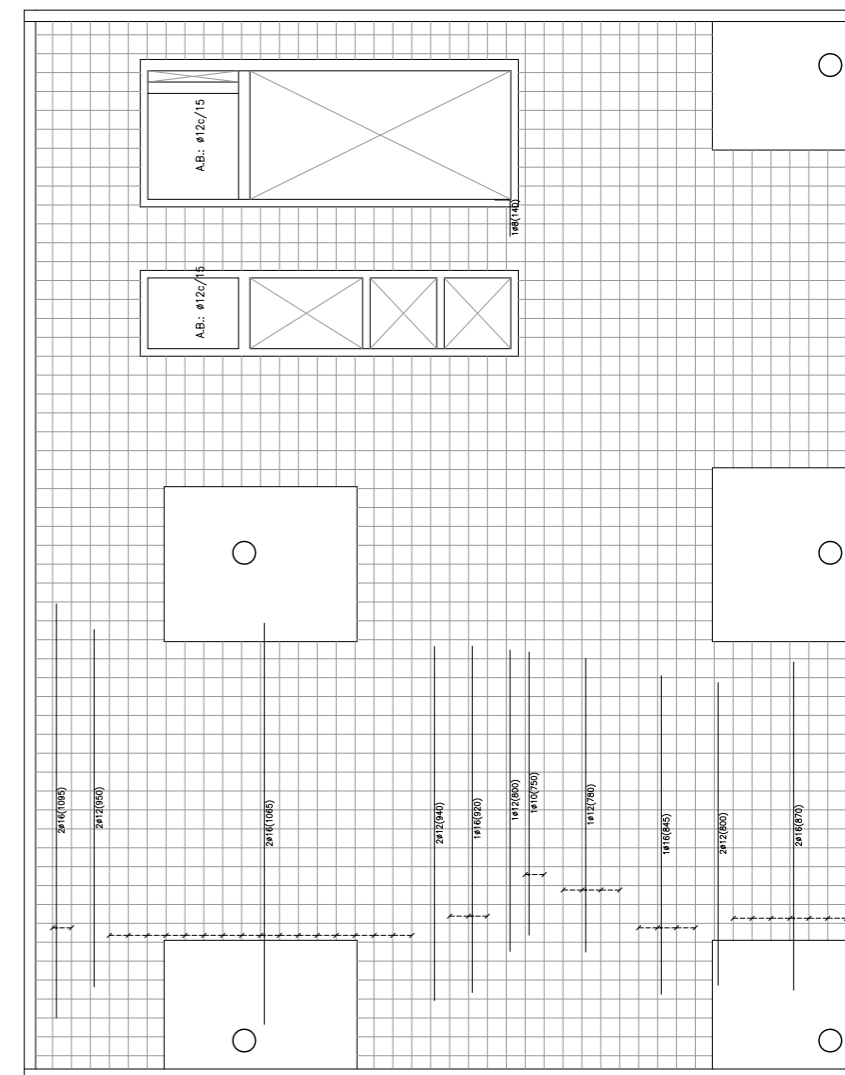 A.B.: ø12c/15
1ø8(140)
A.B.: ø12c/15
2ø16(1095)
2ø12(950)
2ø16(1065)
2ø12(940)
1ø16(920)
1ø12(800)
1ø10(750)
1ø12(780)
1ø16(845)
2ø12(800)
2ø16(870)